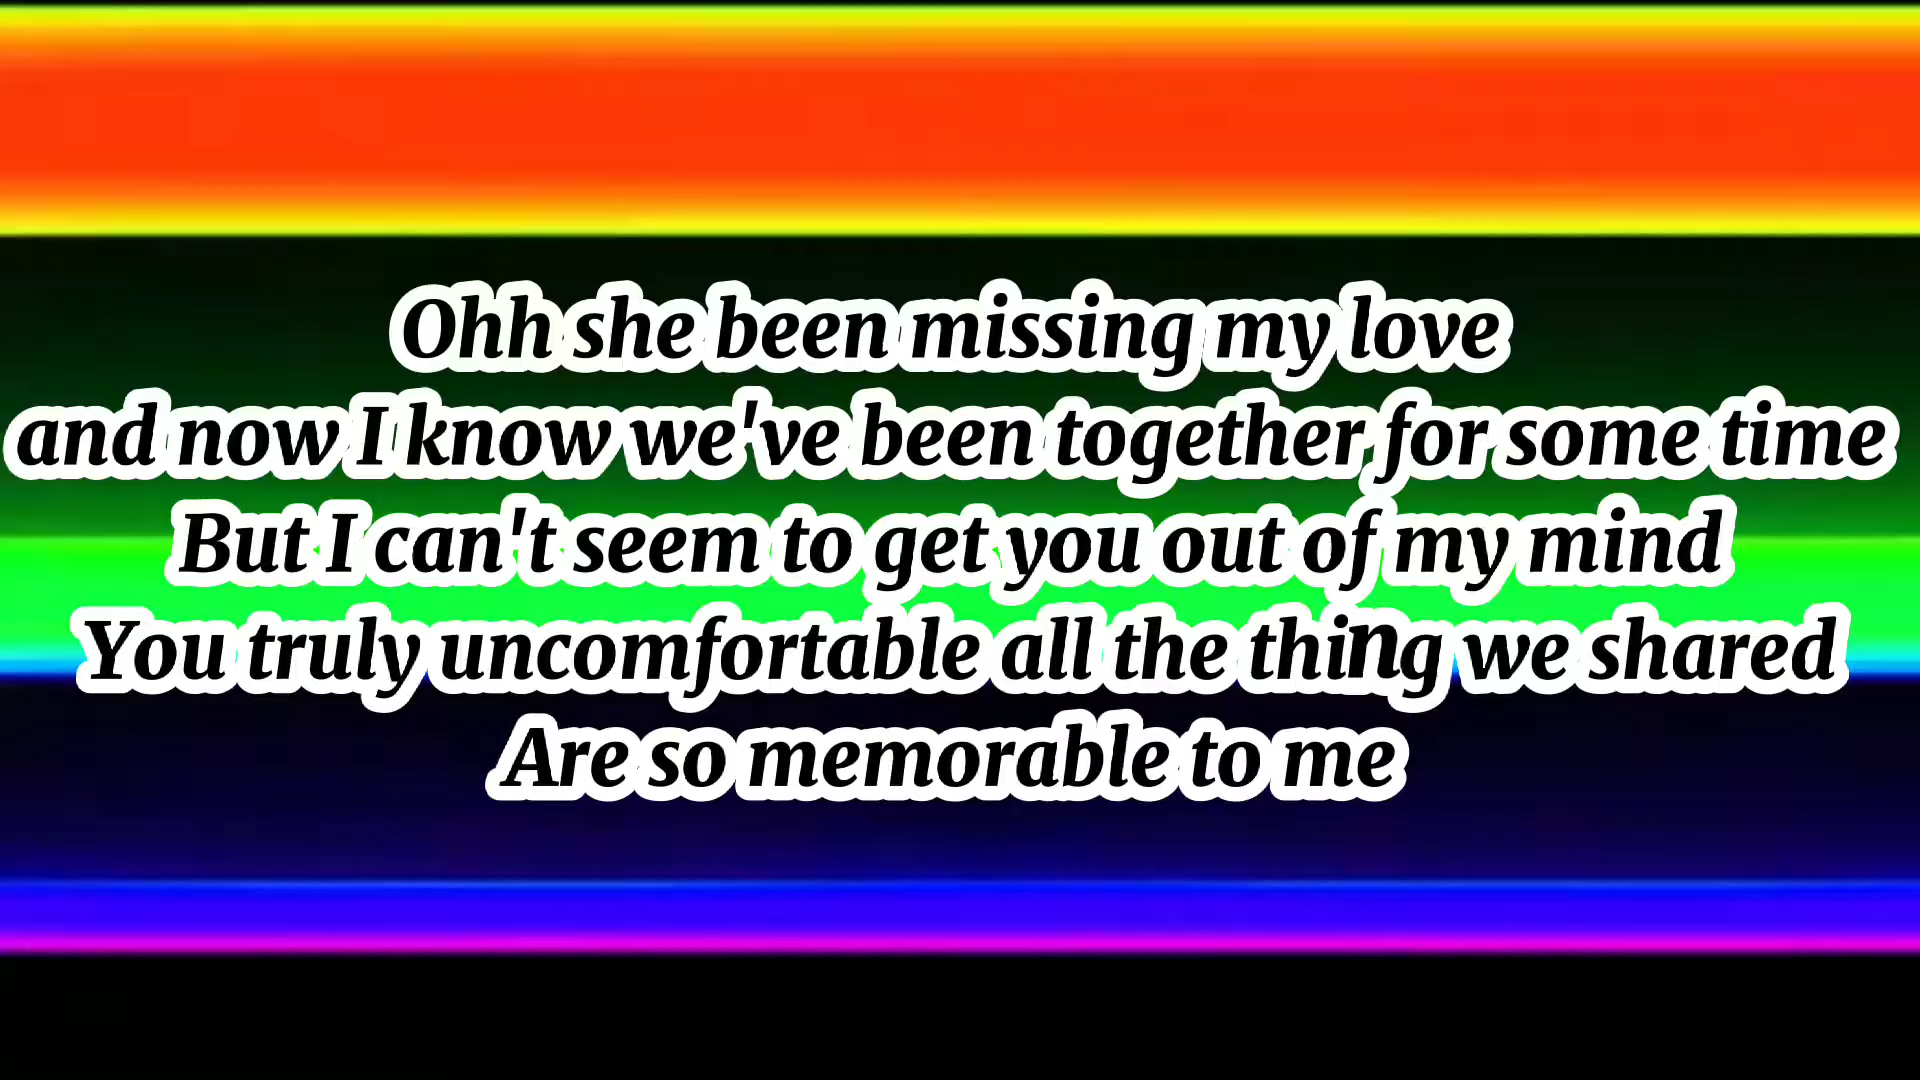 Ohh she been missing my love
and now I know we've been together for some time
But I can't seem to get you out of my mind
You truly uncomfortable all the thing we shared
Are so memorable to me